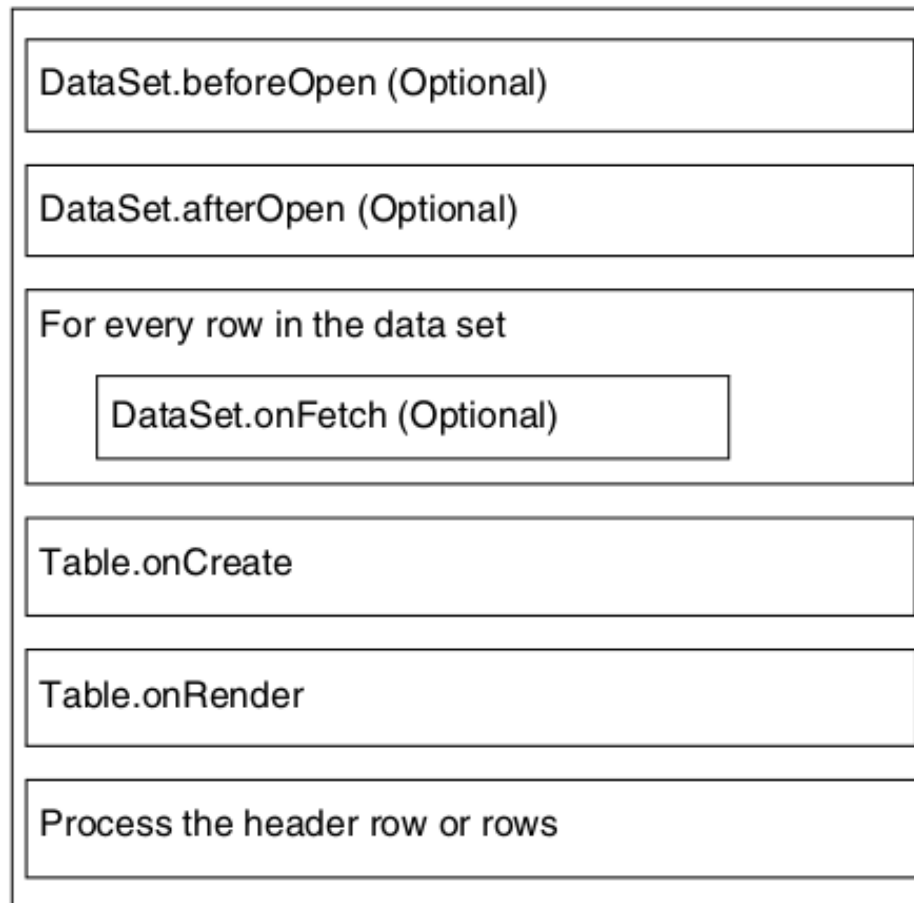 DataSet.beforeOpen (Optional)
DataSet.afterOpen (Optional)
For every row in the data set
DataSet.onFetch (Optional)
Table.onCreate
Table.onRender
Process the header row or rows